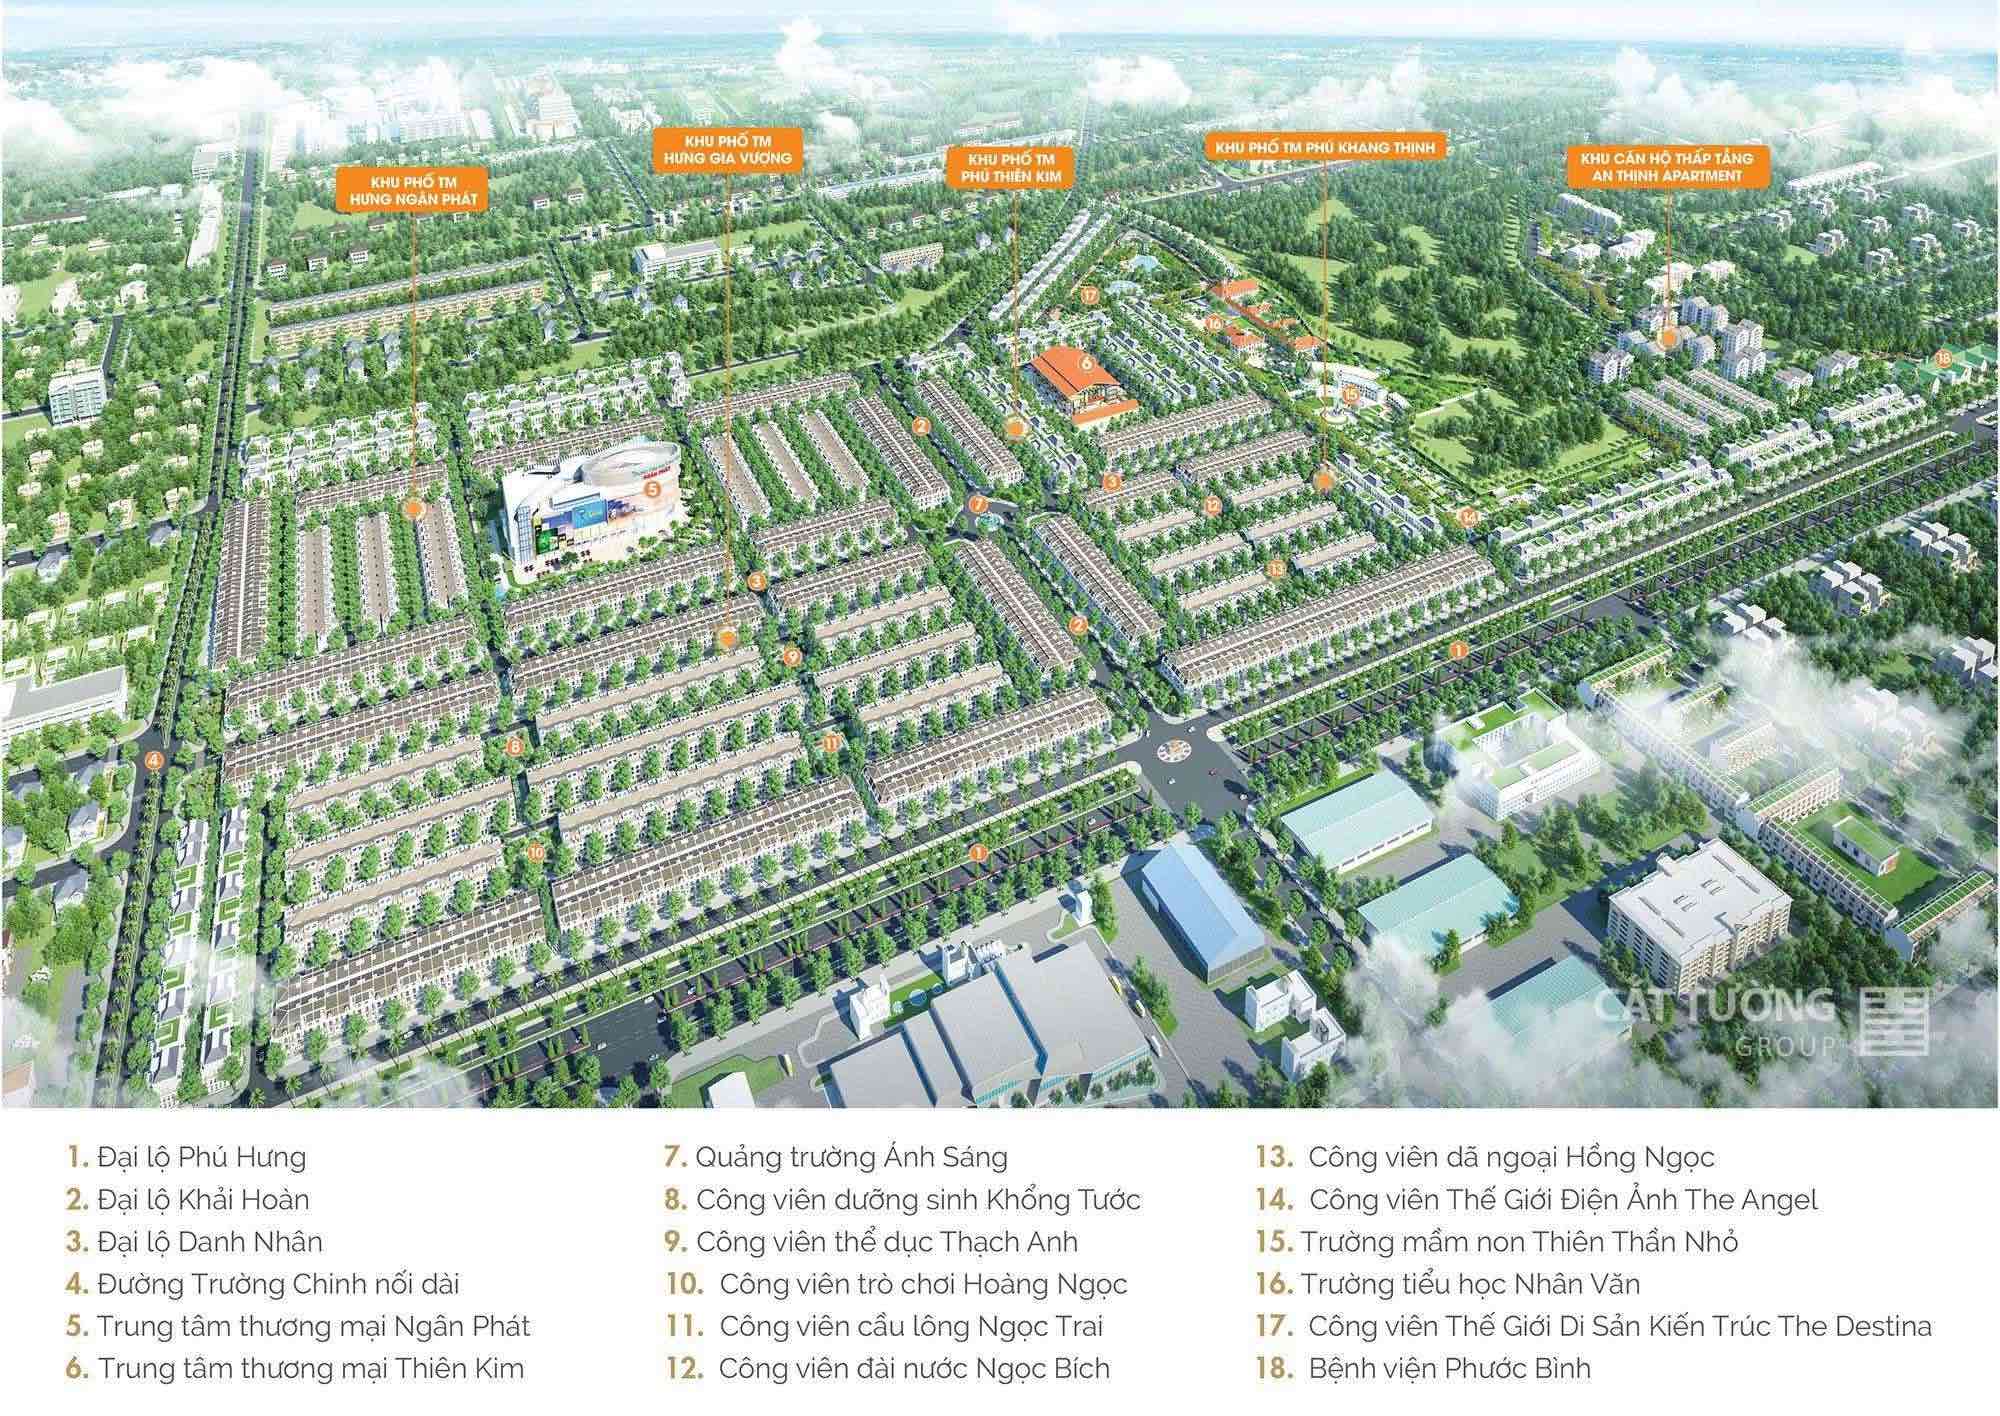 KHU PHỐ TM
HƯNG NGÂN PHÁT
KHU PHỐ TM
HƯNG GIA VƯỢNG
KHU PHỐ TM
PHÚ THIÊN KIM
KHU PHỐ TM PHÚ KHANG THỊNH
KHU CĂN HỘ THẤP TẦNG
AN THỊNH APARTMENT
17
16
6
18
15
2
5
7
3
12
14
3
13
2
9
1
8
11
4
10
1
CÁT TƯỜNG
GROUP
1. Đại lộ Phú Hưng
2. Đại lộ Khải Hoàn
3. Đại lộ Danh Nhân
4. Đường Trường Chinh nối dài
5. Trung tâm thương mại Ngân Phát
6. Trung tâm thương mại Thiên Kim
7. Quảng trường Ánh Sáng
8. Công viên dưỡng sinh Khổng Tước
9. Công viên thể dục Thạch Anh
10. Công viên trò chơi Hoàng Ngọc
11. Công viên cầu lông Ngọc Trai
12. Công viên đài nước Ngọc Bích
13. Công viên dã ngoại Hồng Ngọc
14. Công viên Thế Giới Điện Ảnh The Angel
15. Trường mầm non Thiên Thần Nhỏ
16. Trường tiểu học Nhân Văn
17. Công viên Thế Giới Di Sản Kiến Trúc The Destina
18. Bệnh viện Phước Bình